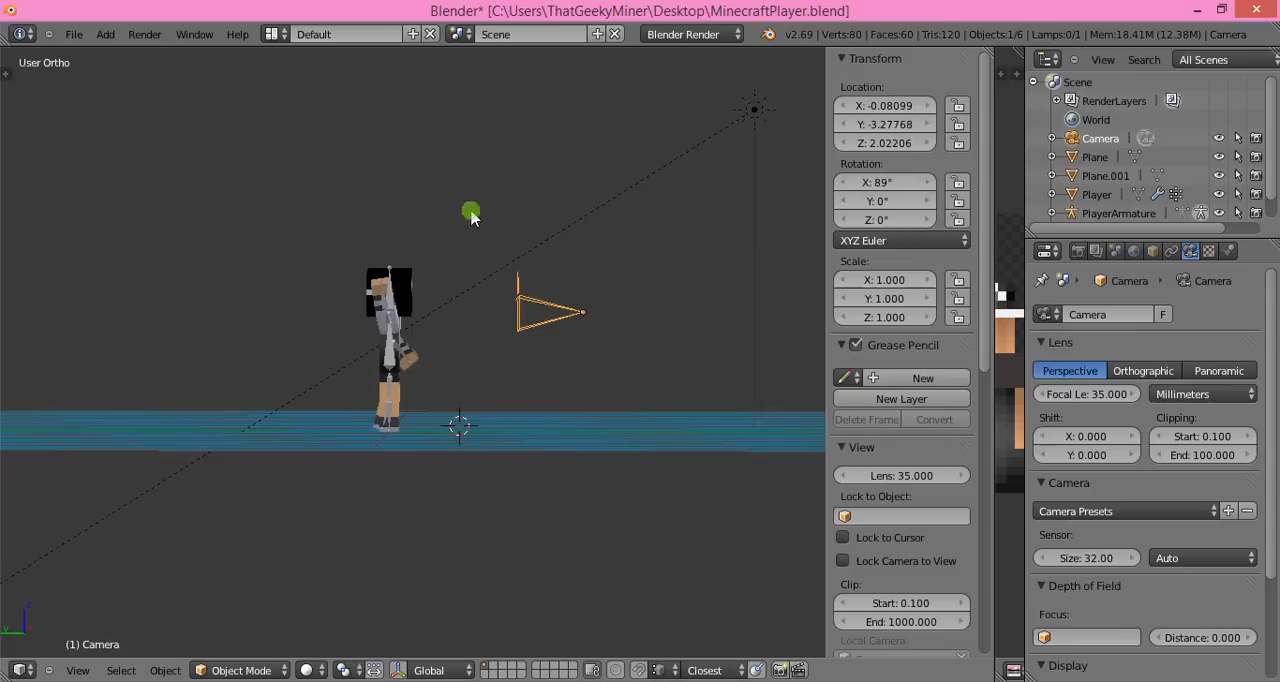 Blender* [C:\Users\ThatGeekyMiner\Desktop\MinecraftPlayer.blend]
File Add Render Window Help Default Scene Blender Render v2.69 | Verts:80 | Faces:60 | Tris:120 | Objects:1/6 | Lamps:0/1 | Mem:18.41M (12.38M) | Camera
User Ortho
Transform
Location:
X: -0.08099
Y: -3.27768
Z: 2.02206
Rotation:
X: 89°
Y: 0°
Z: 0°
XYZ Euler
Scale:
X: 1.000
Y: 1.000
Z: 1.000
Grease Pencil
New
New Layer
Delete Frame Convert
View
Lens: 35.000
Lock to Object:
Lock to Cursor
Lock Camera to View
Clip:
Start: 0.100
End: 1000.000
Local Camera:
View Search All Scenes
Scene
RenderLayers
World
Camera
Plane
Plane.001
Player
PlayerArmature
Camera Camera
Camera F
Lens
Perspective Orthographic Panoramic
Focal Le: 35.000 Millimeters
Shift: Clipping:
X: 0.000 Start: 0.100
Y: 0.000 End: 100.000
Camera
Camera Presets
Sensor:
Size: 32.00 Auto
Depth of Field
Focus:
Distance: 0.000
Display
z
y
(1) Camera
View Select Object Object Mode Global Closest